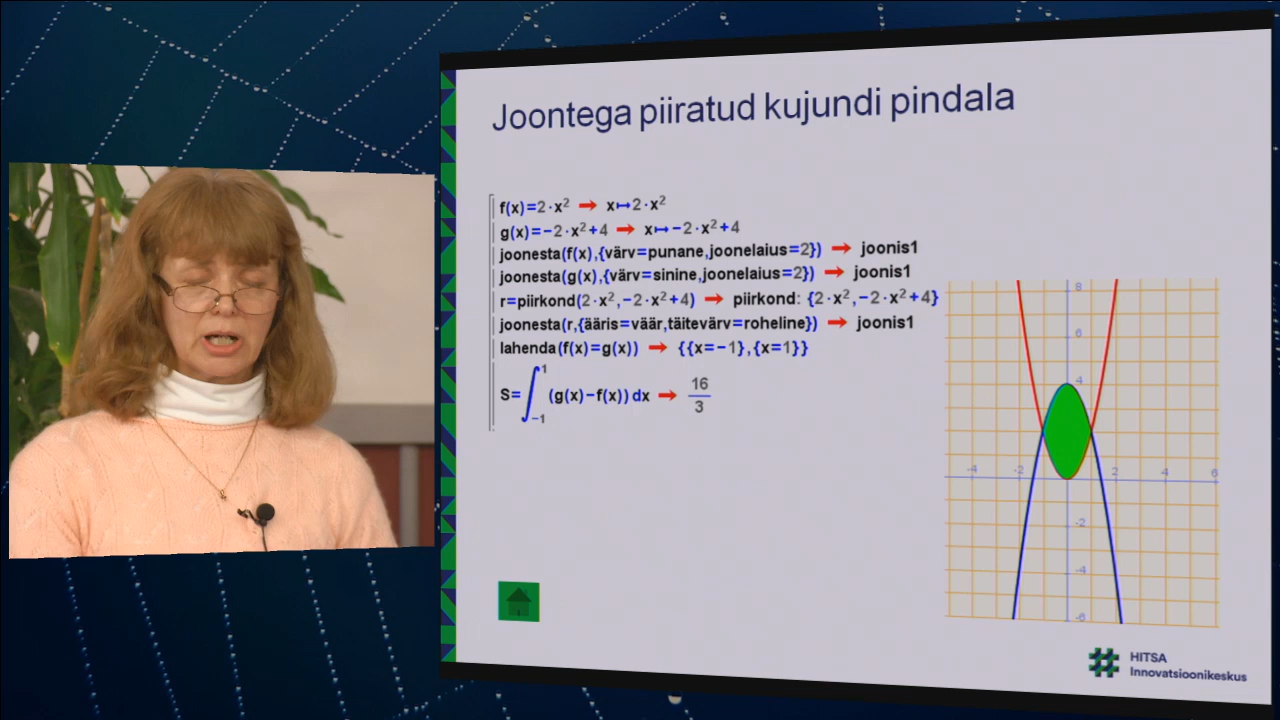 Joontega piiratud kujundi pindala
f(x)=2·x² → x↦2·x²
g(x)=−2·x²+4 → x↦−2·x²+4
joonesta(f(x),{värv=punane,joonelaius=2}) → joonis1
joonesta(g(x),{värv=sinine,joonelaius=2}) → joonis1
r=piirkond(2·x²,−2·x²+4) → piirkond: {2·x²,−2·x²+4}
joonesta(r,{ääris=väär,täitevärv=roheline}) → joonis1
lahenda(f(x)=g(x)) → {{x=−1},{x=1}}
S=∫₋₁¹ (g(x)−f(x)) dx → 16/3
8
6
4
-4 -2 2 4 6
-2
-4
-6
HITSA
Innovatsioonikeskus